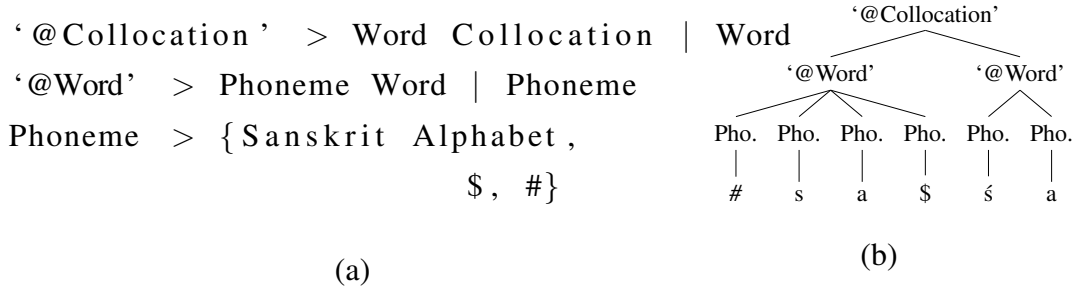 ‘@Collocation’ > Word Collocation | Word
‘@Word’ > Phoneme Word | Phoneme
Phoneme > {Sanskrit Alphabet,
$, #}
(a)
‘@Collocation’
‘@Word’ ‘@Word’
Pho. Pho. Pho. Pho. Pho. Pho.
# s a $ ś a
(b)